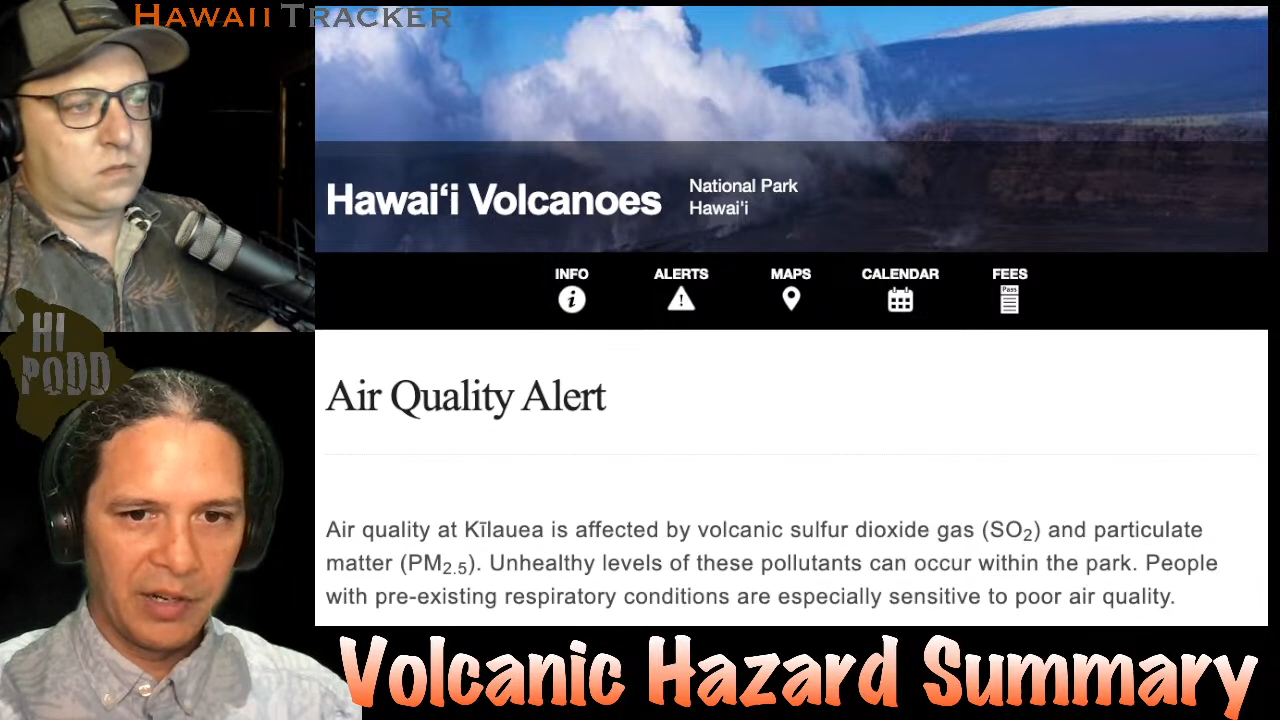 HAWAII TRACKER
Hawaiʻi Volcanoes
National Park
Hawai'i
INFO
ALERTS
MAPS
CALENDAR
FEES
Pass
HI
PODD
Air Quality Alert
Air quality at Kīlauea is affected by volcanic sulfur dioxide gas (SO₂) and particulate
matter (PM₂.₅). Unhealthy levels of these pollutants can occur within the park. People
with pre-existing respiratory conditions are especially sensitive to poor air quality.
Volcanic Hazard Summary